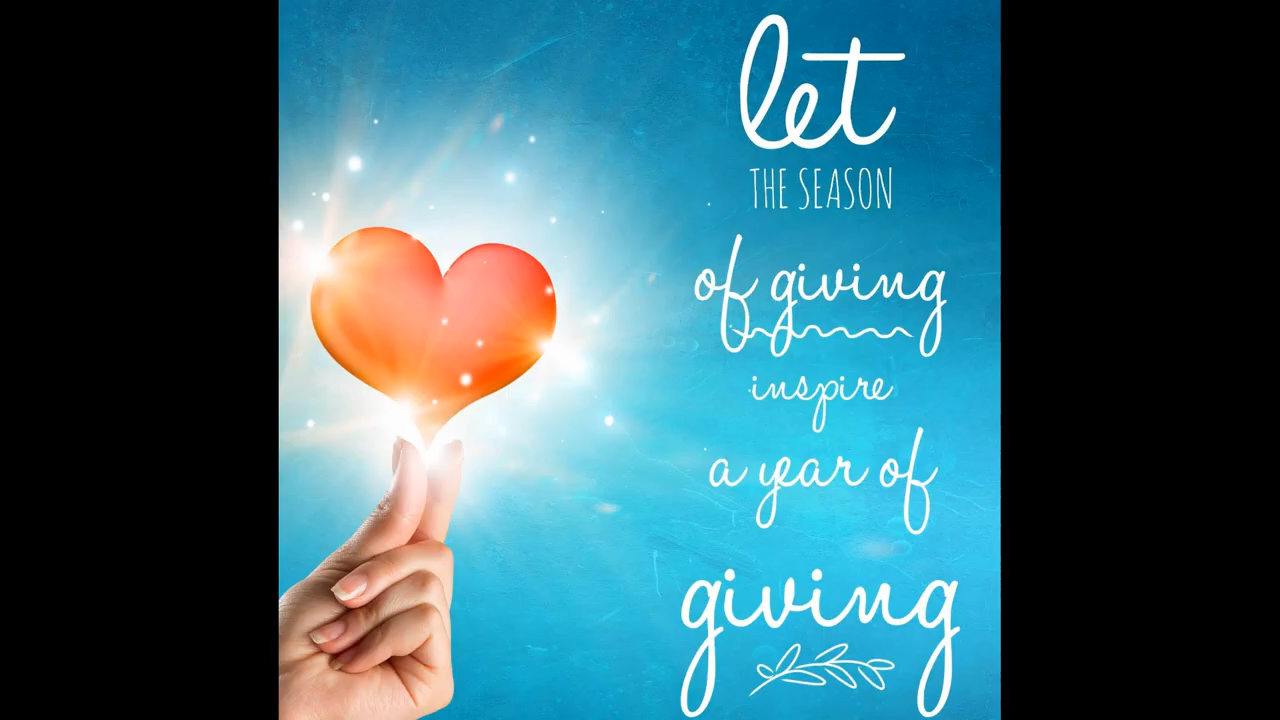 let
THE SEASON
of giving
inspire
a year of
giving